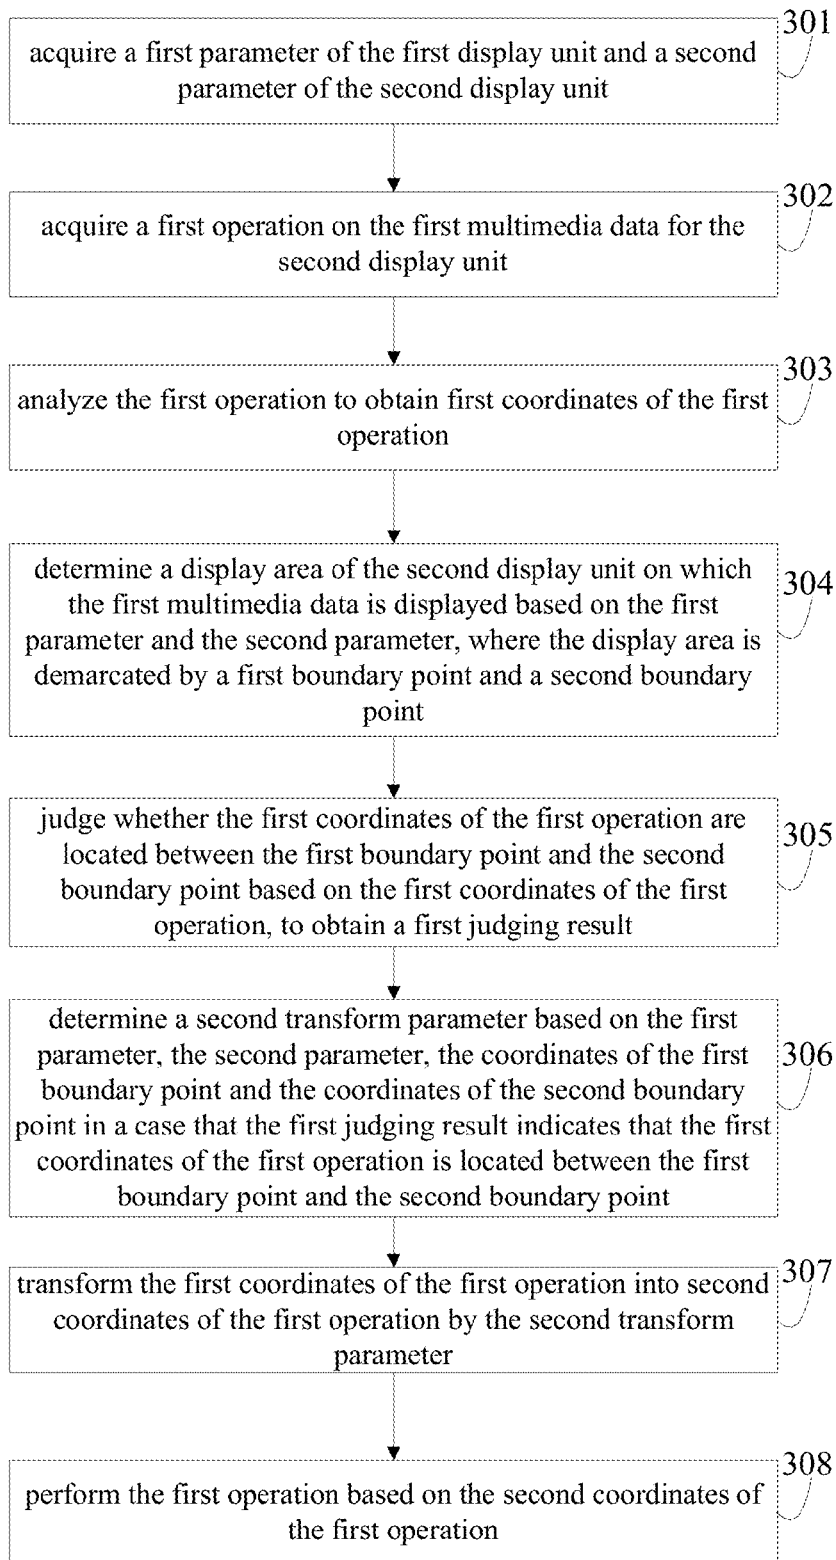 301
acquire a first parameter of the first display unit and a second
parameter of the second display unit
302
acquire a first operation on the first multimedia data for the
second display unit
303
analyze the first operation to obtain first coordinates of the first
operation
304
determine a display area of the second display unit on which
the first multimedia data is displayed based on the first
parameter and the second parameter, where the display area is
demarcated by a first boundary point and a second boundary
point
305
judge whether the first coordinates of the first operation are
located between the first boundary point and the second
boundary point based on the first coordinates of the first
operation, to obtain a first judging result
306
determine a second transform parameter based on the first
parameter, the second parameter, the coordinates of the first
boundary point and the coordinates of the second boundary
point in a case that the first judging result indicates that the first
coordinates of the first operation is located between the first
boundary point and the second boundary point
307
transform the first coordinates of the first operation into second
coordinates of the first operation by the second transform
parameter
308
perform the first operation based on the second coordinates of
the first operation